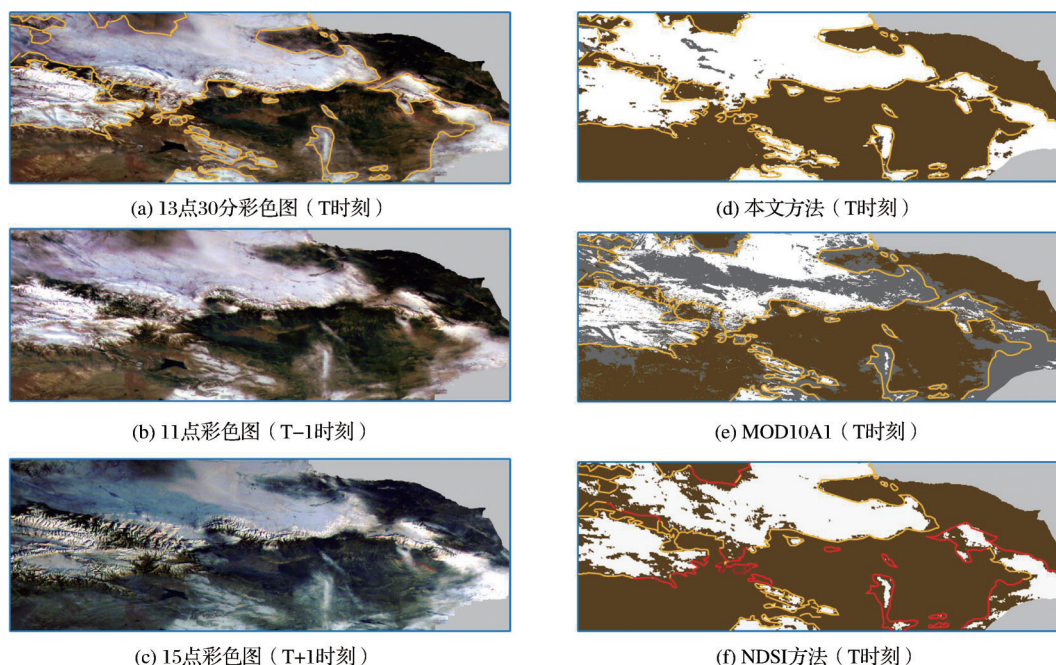 (a) 13点30分彩色图（T时刻）
(d) 本文方法（T时刻）
(b) 11点彩色图（T−1时刻）
(e) MOD10A1（T时刻）
(c) 15点彩色图（T+1时刻）
(f) NDSI方法（T时刻）